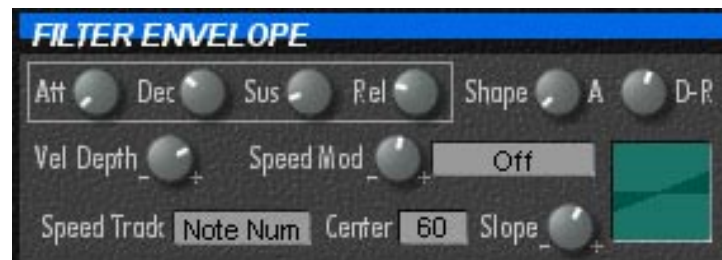 FILTER ENVELOPE
Att Dec Sus Rel Shape A D-R
Vel Depth - + Speed Mod - + Off
Speed Track Note Num Center 60 Slope - +